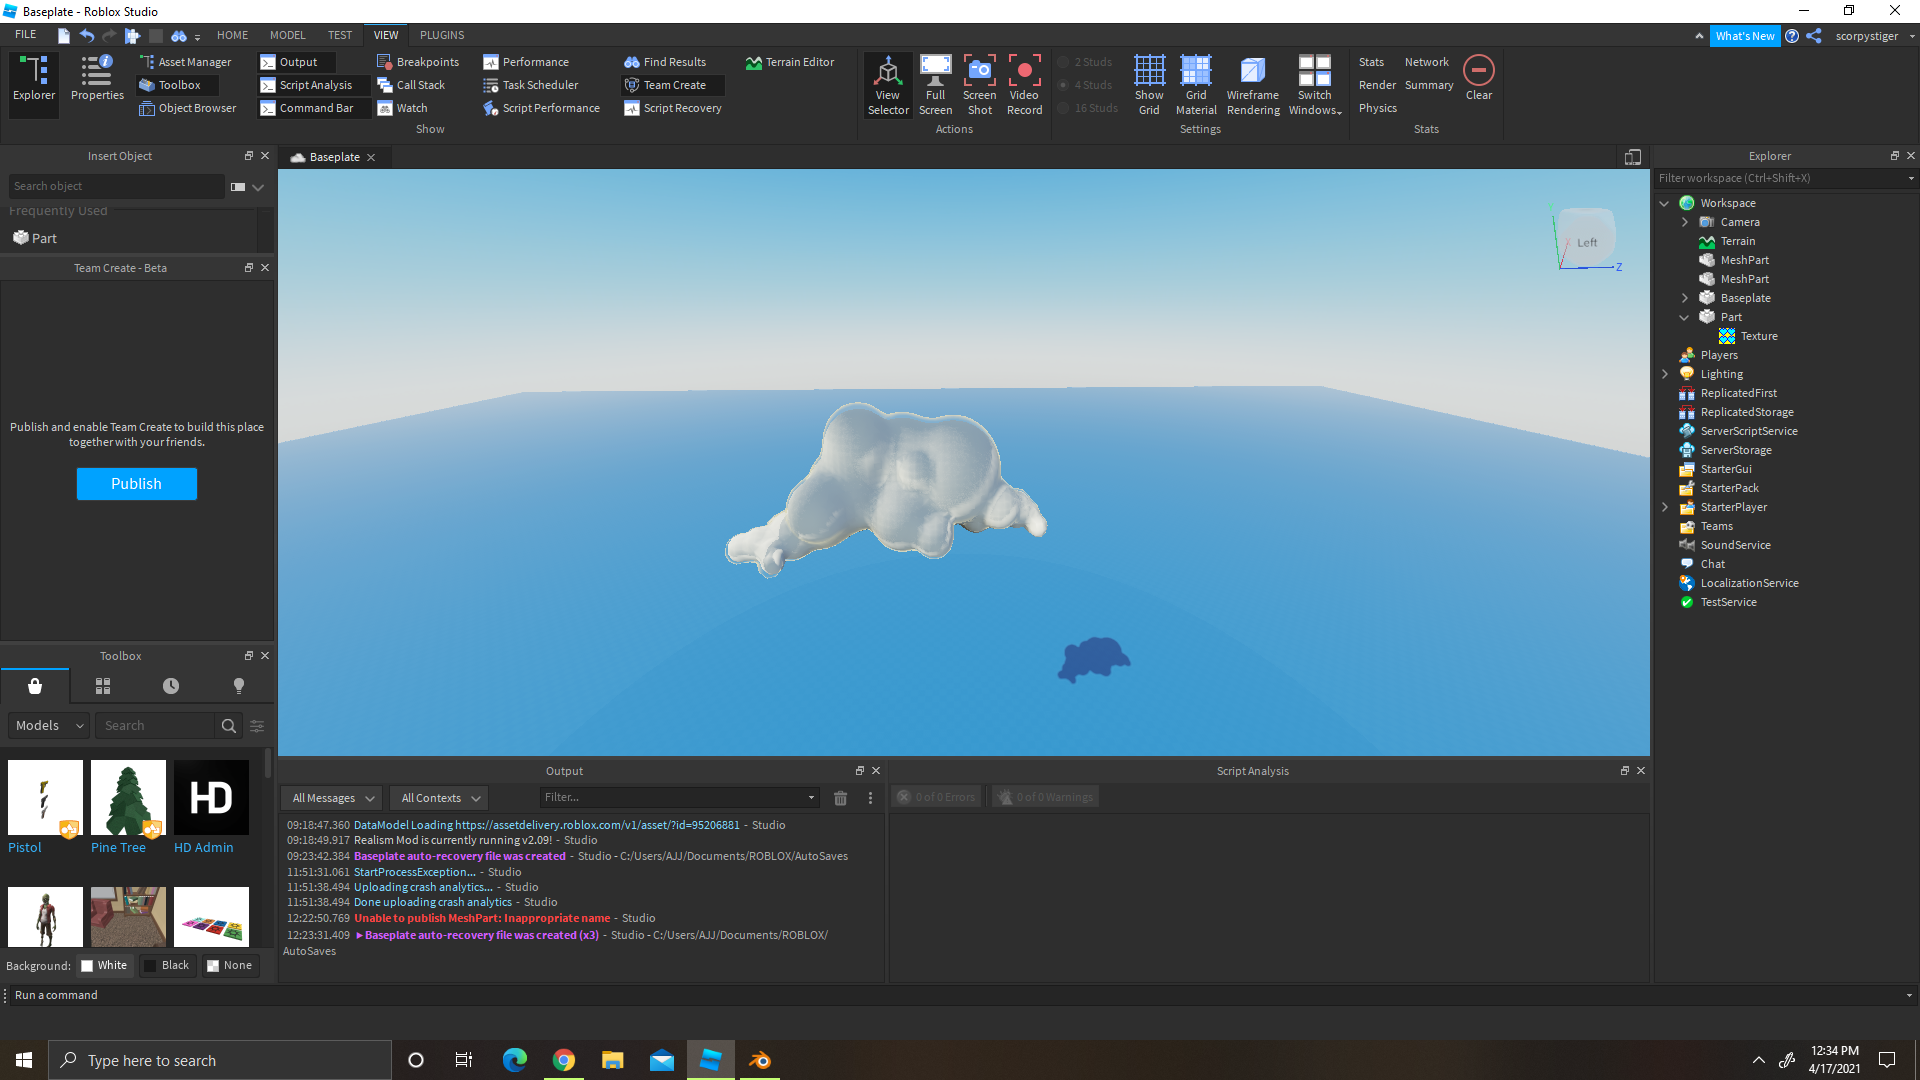 Baseplate - Roblox Studio
FILE HOME MODEL TEST VIEW PLUGINS What's New scorpystiger
Explorer Properties Asset Manager Toolbox Object Browser
Output Script Analysis Command Bar
Breakpoints Call Stack Watch
Performance Task Scheduler Script Performance
Find Results Team Create Script Recovery
Terrain Editor
Show
View Selector Full Screen Screen Shot Video Record
Actions
2 Studs 4 Studs 16 Studs
Show Grid Grid Material Wireframe Rendering Switch Windows
Settings
Stats Network
Render Summary
Physics
Clear
Stats
Insert Object
Search object
Frequently Used
Part
Team Create - Beta
Publish and enable Team Create to build this place
together with your friends.
Publish
Toolbox
Models Search
HD
Pistol Pine Tree HD Admin
Background: White Black None
Baseplate
Left
Z
Output
All Messages All Contexts Filter...
09:18:47.360 DataModel Loading https://assetdelivery.roblox.com/v1/asset/?id=95206881 - Studio
09:18:49.917 Realism Mod is currently running v2.09! - Studio
09:23:42.384 Baseplate auto-recovery file was created - Studio - C:/Users/AJJ/Documents/ROBLOX/AutoSaves
11:51:31.061 StartProcessException... - Studio
11:51:38.494 Uploading crash analytics... - Studio
11:51:38.494 Done uploading crash analytics - Studio
12:22:50.769 Unable to publish MeshPart: Inappropriate name - Studio
12:23:31.409 Baseplate auto-recovery file was created (x3) - Studio - C:/Users/AJJ/Documents/ROBLOX/
AutoSaves
Script Analysis
0 of 0 Errors 0 of 0 Warnings
Explorer
Filter workspace (Ctrl+Shift+X)
Workspace
Camera
Terrain
MeshPart
MeshPart
Baseplate
Part
Texture
Players
Lighting
ReplicatedFirst
ReplicatedStorage
ServerScriptService
ServerStorage
StarterGui
StarterPack
StarterPlayer
Teams
SoundService
Chat
LocalizationService
TestService
Run a command
Type here to search
12:34 PM
4/17/2021